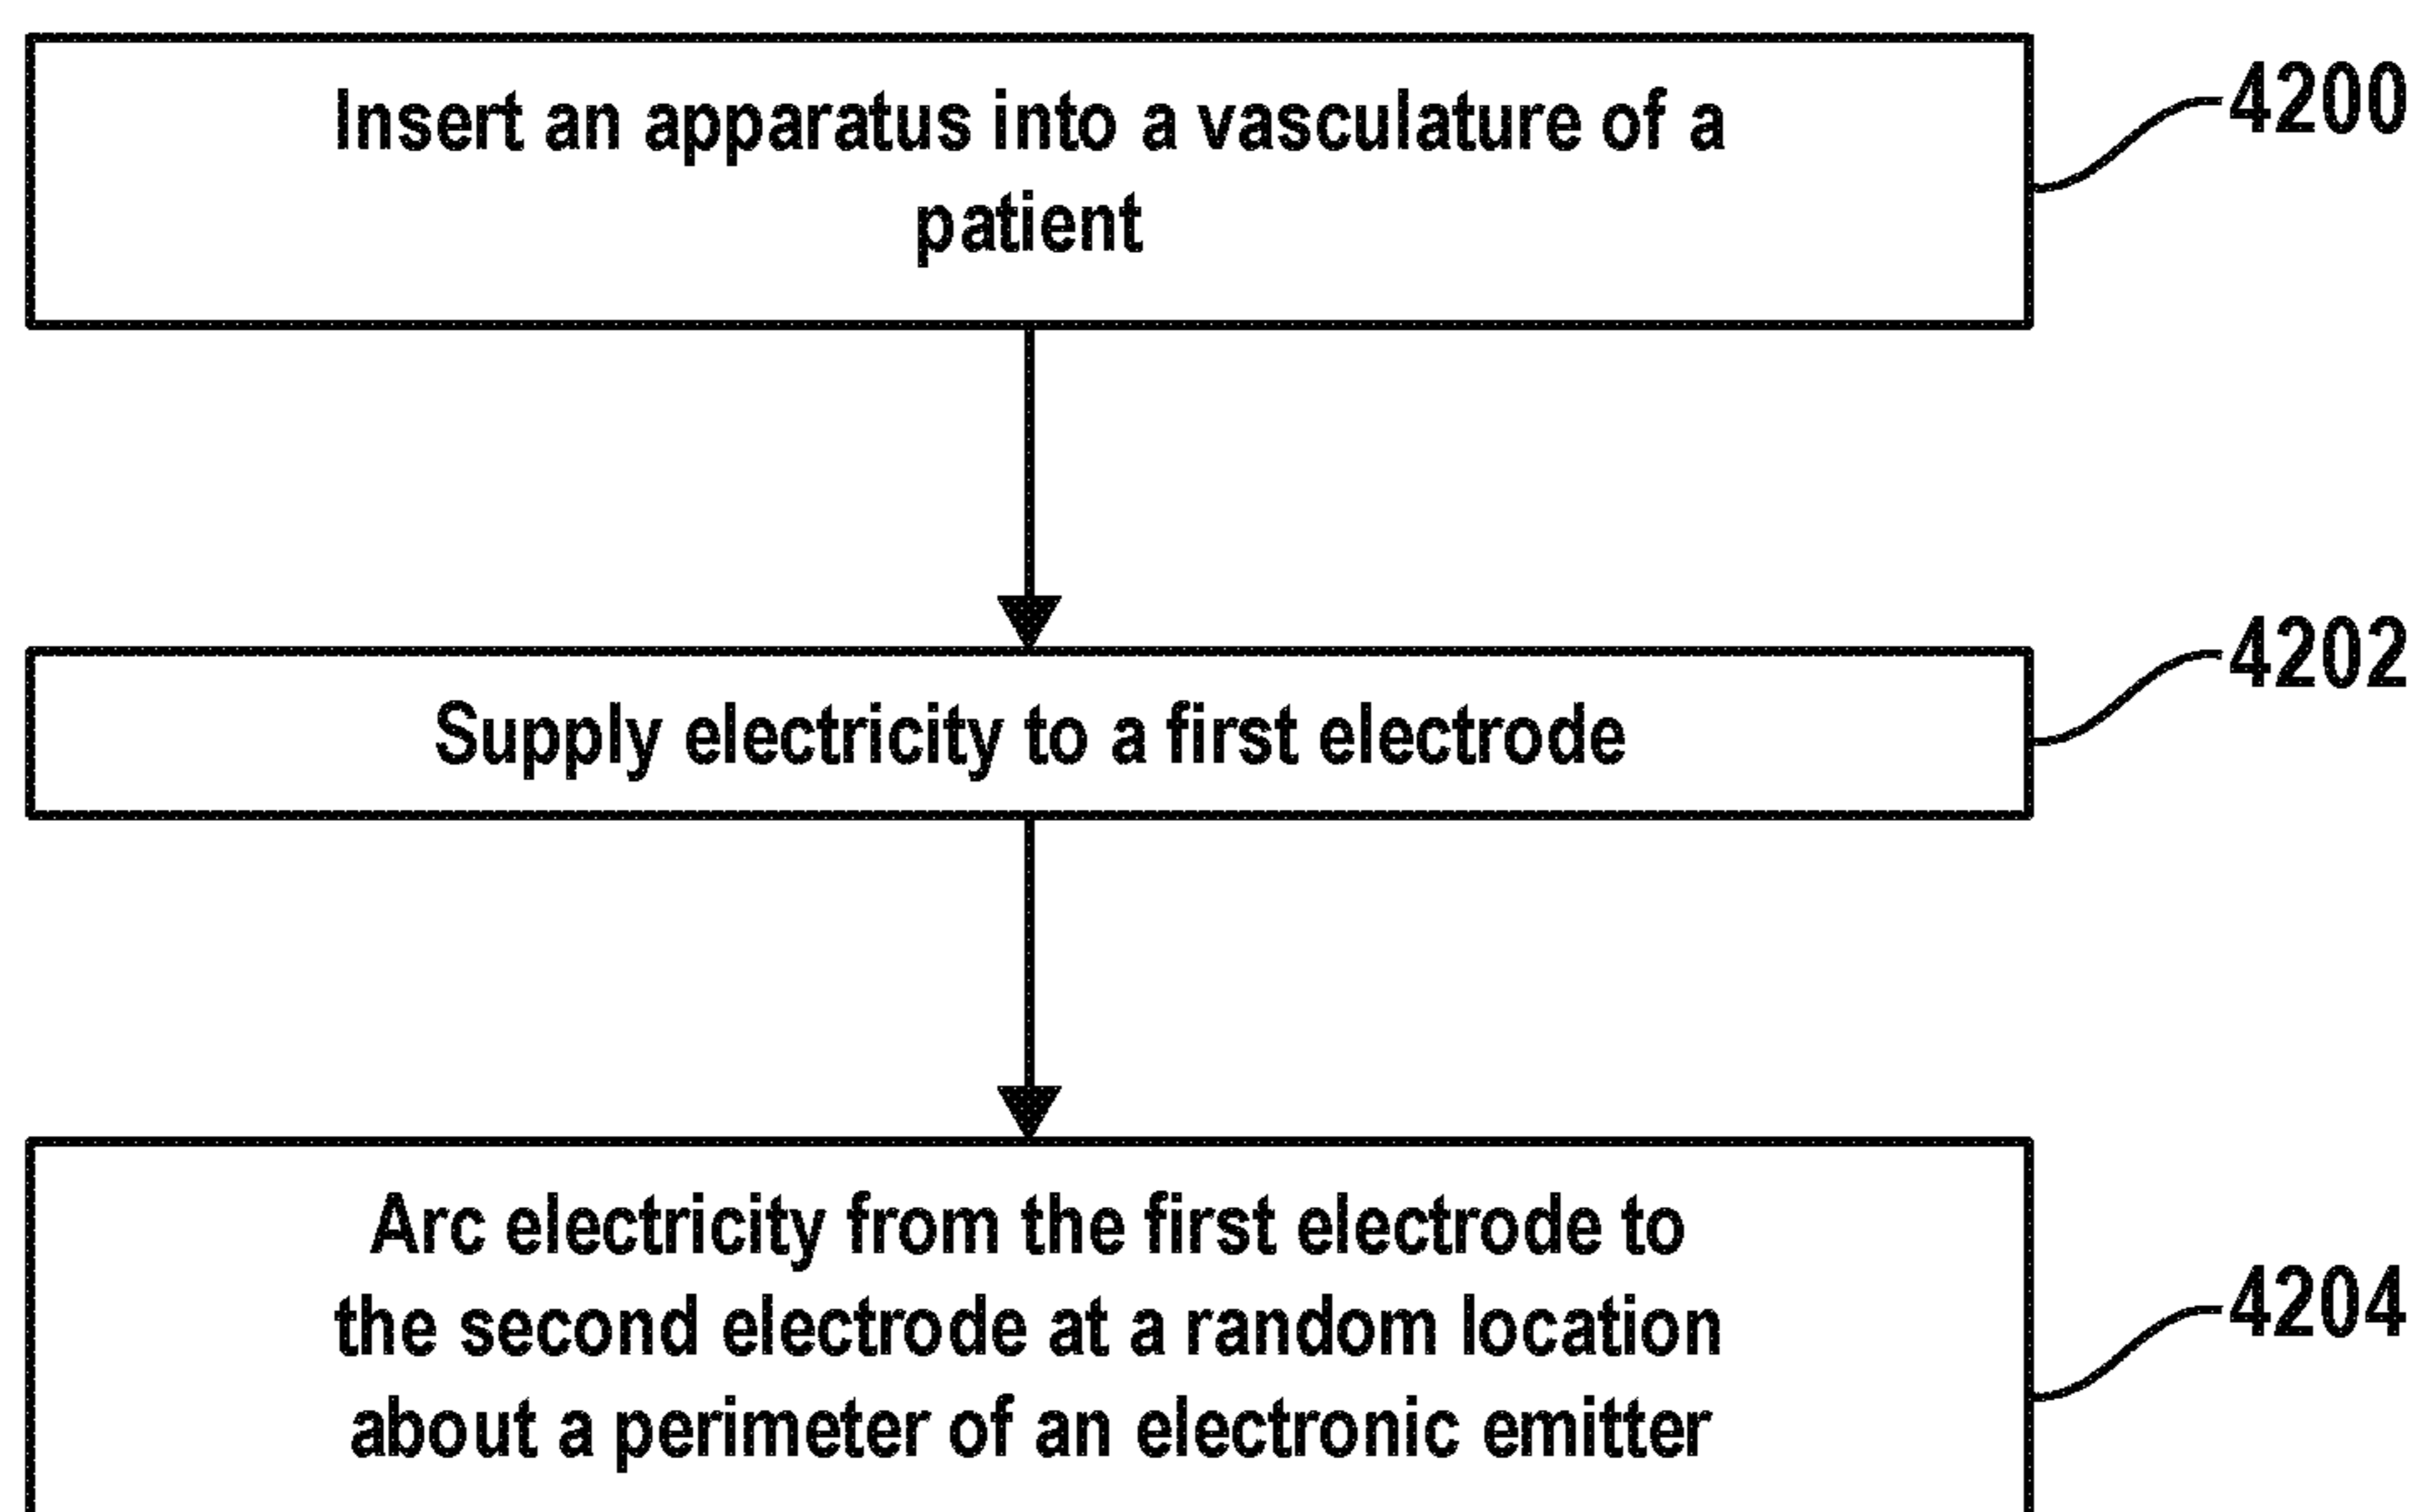 Insert an apparatus into a vasculature of a
patient
4200
Supply electricity to a first electrode
4202
Arc electricity from the first electrode to
the second electrode at a random location
about a perimeter of an electronic emitter
4204